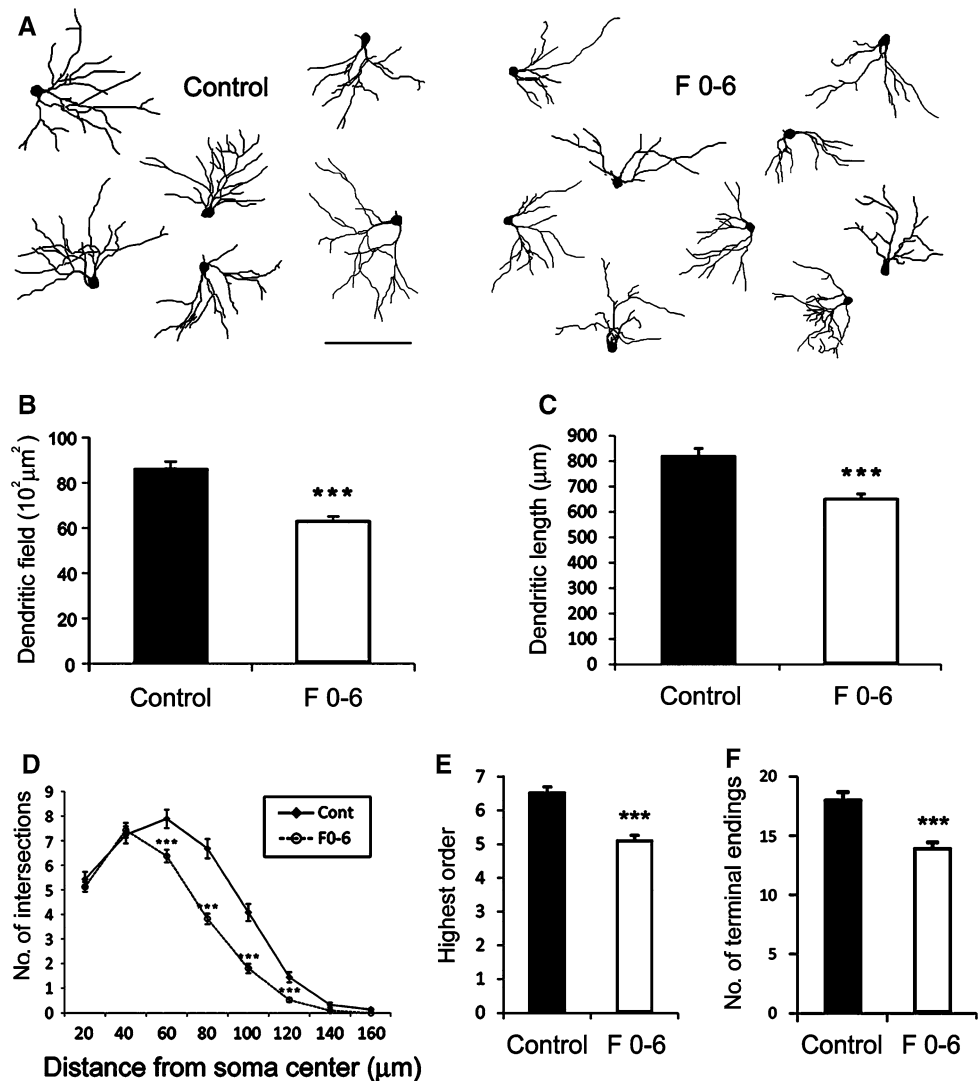 A
Control
F 0-6
B
Dendritic field (10²μm²)
100
80
60
40
20
0
***
Control
F 0-6
C
Dendritic length (μm)
900
800
700
600
500
400
300
200
100
0
***
Control
F 0-6
D
No. of intersections
9
8
7
6
5
4
3
2
1
0
Cont
F0-6
***
***
***
***
20 40 60 80 100 120 140 160
Distance from soma center (μm)
E
Highest order
7
6
5
4
3
2
1
0
***
Control F 0-6
F
No. of terminal endings
20
15
10
5
0
***
Control F 0-6